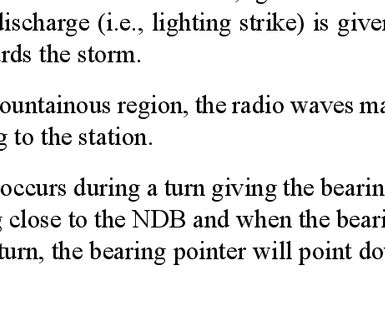 discharge (i.e., lighting strike) is given
rds the storm.
ountainous region, the radio waves ma
g to the station.
occurs during a turn giving the bearin
g close to the NDB and when the beari
turn, the bearing pointer will point do